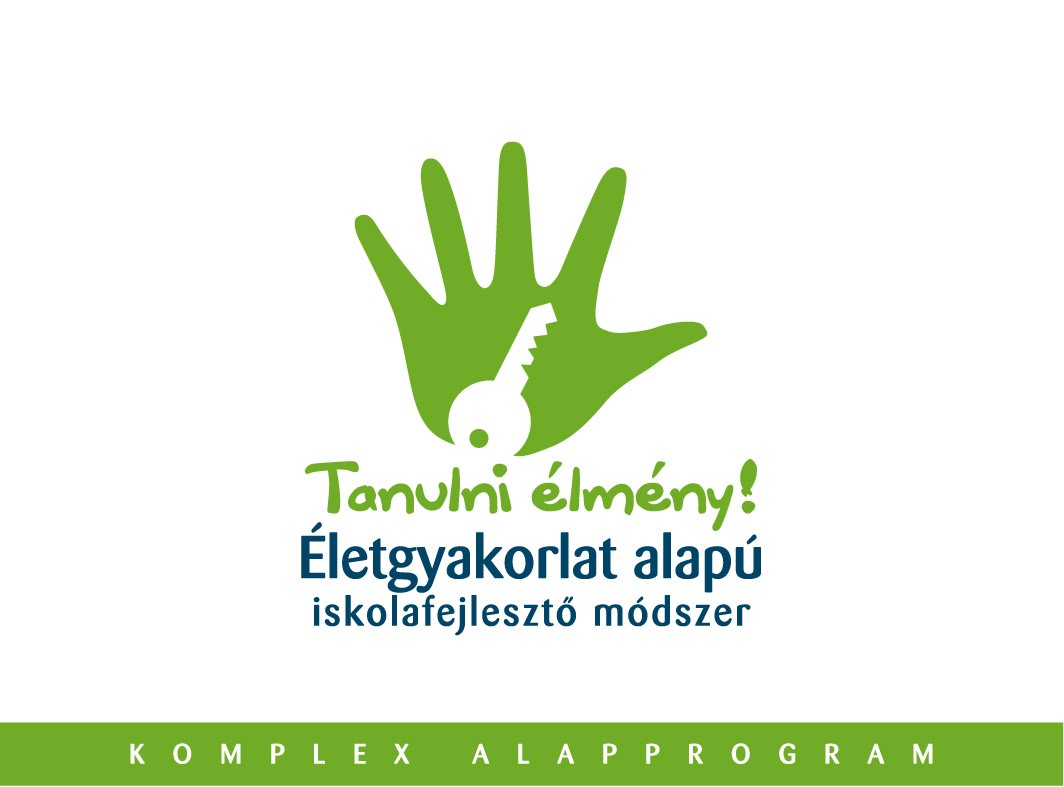 Tanulni élmény!
Életgyakorlat alapú
iskolafejlesztő módszer
KOMPLEX ALAPPROGRAM